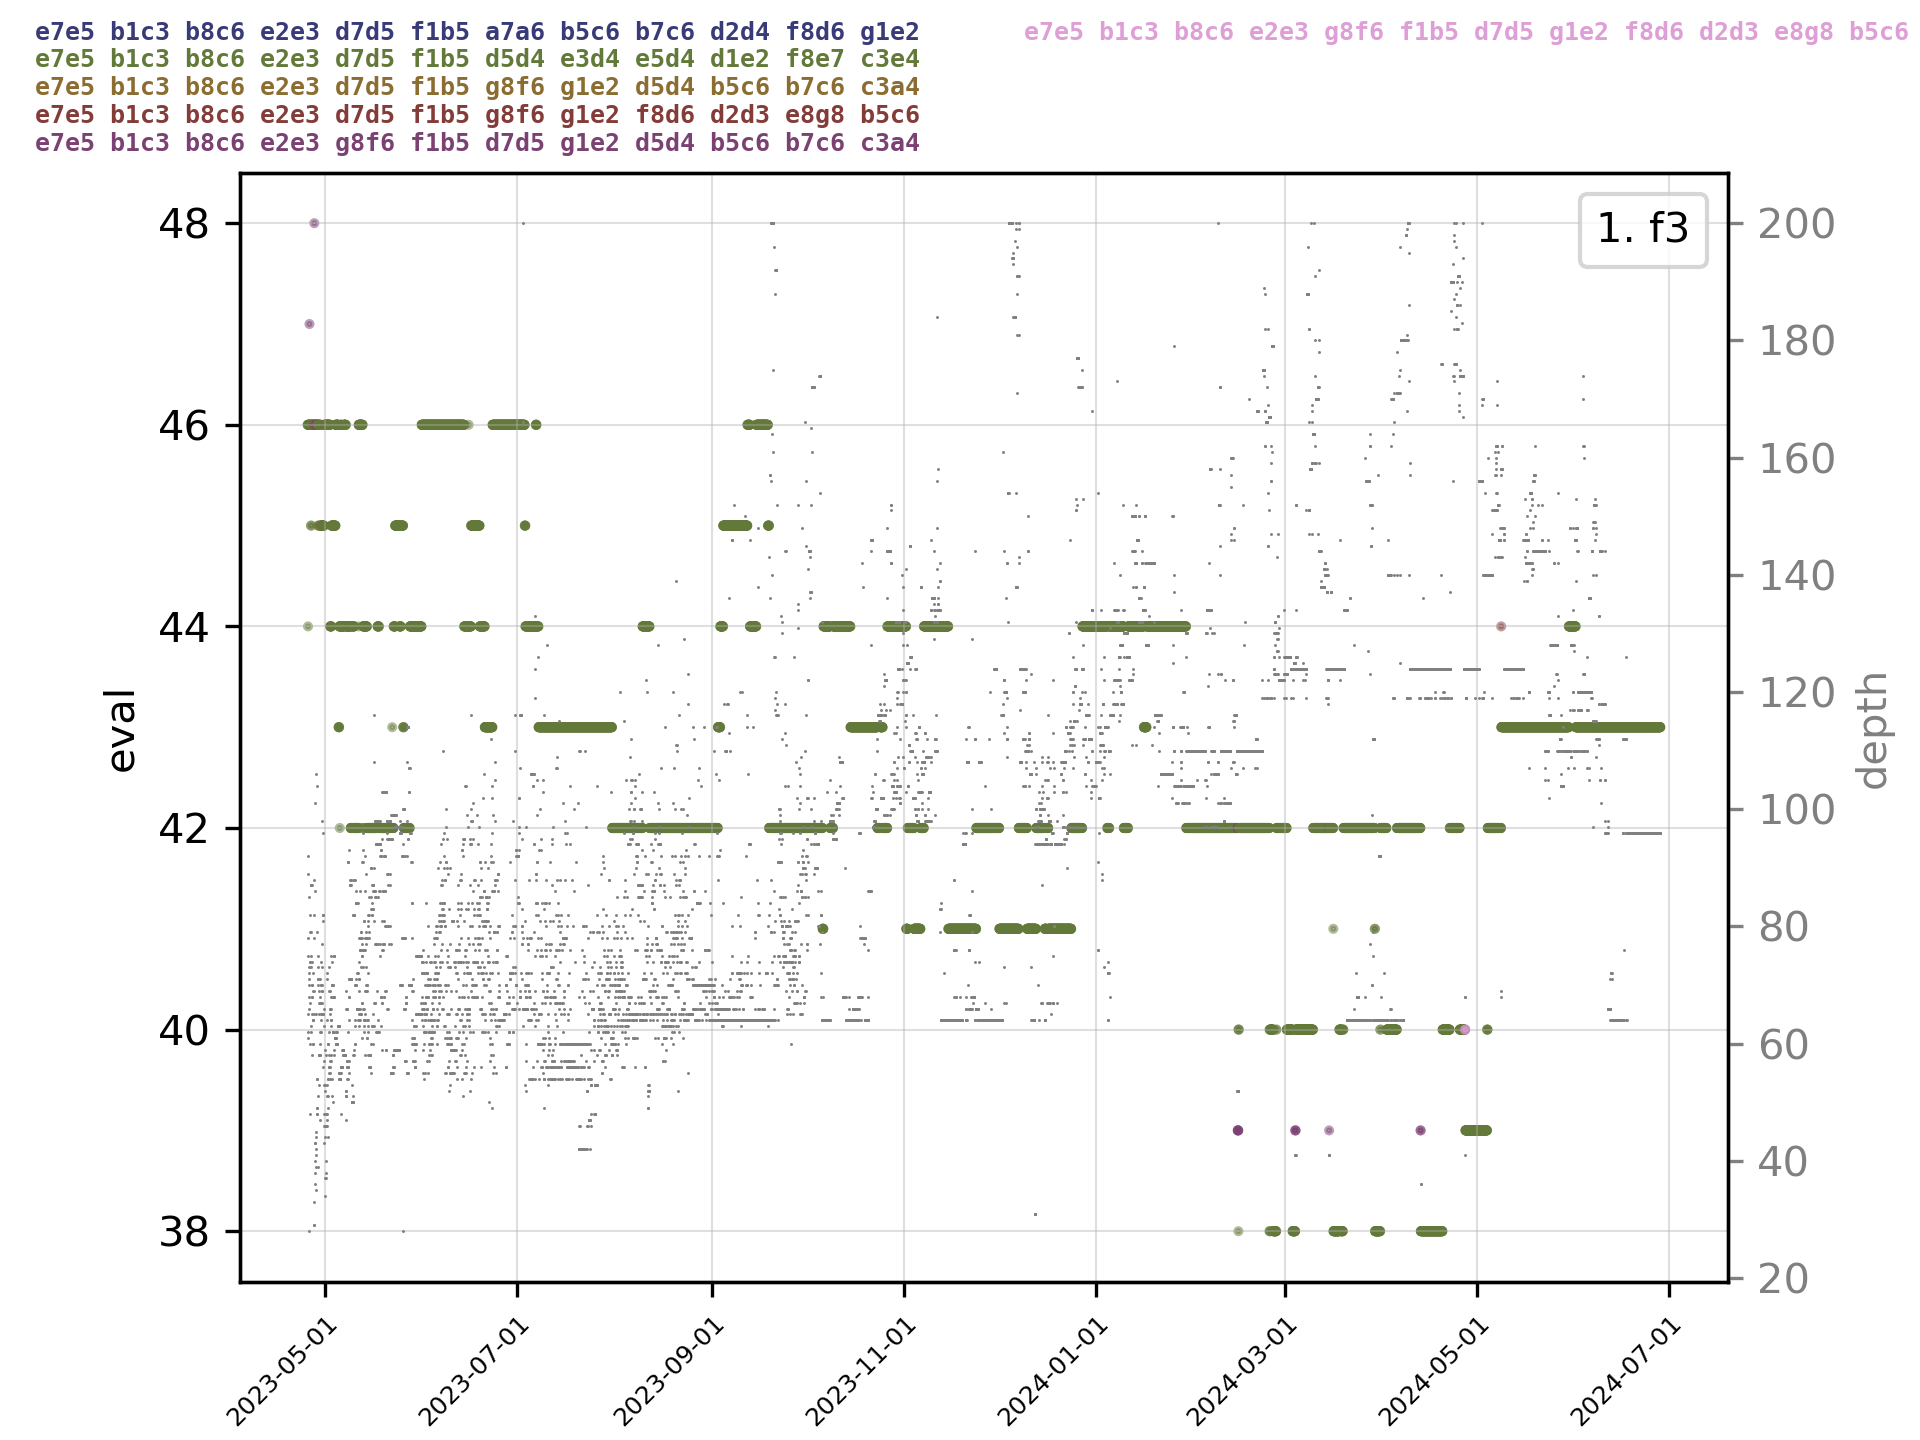 e7e5 b1c3 b8c6 e2e3 d7d5 f1b5 a7a6 b5c6 b7c6 d2d4 f8d6 g1e2
e7e5 b1c3 b8c6 e2e3 d7d5 f1b5 d5d4 e3d4 e5d4 d1e2 f8e7 c3e4
e7e5 b1c3 b8c6 e2e3 d7d5 f1b5 g8f6 g1e2 d5d4 b5c6 b7c6 c3a4
e7e5 b1c3 b8c6 e2e3 d7d5 f1b5 g8f6 g1e2 f8d6 d2d3 e8g8 b5c6
e7e5 b1c3 b8c6 e2e3 g8f6 f1b5 d7d5 g1e2 d5d4 b5c6 b7c6 c3a4
e7e5 b1c3 b8c6 e2e3 g8f6 f1b5 d7d5 g1e2 f8d6 d2d3 e8g8 b5c6
1. f3
eval
48
46
44
42
40
38
depth
200
180
160
140
120
100
80
60
40
20
2023-05-01
2023-07-01
2023-09-01
2023-11-01
2024-01-01
2024-03-01
2024-05-01
2024-07-01